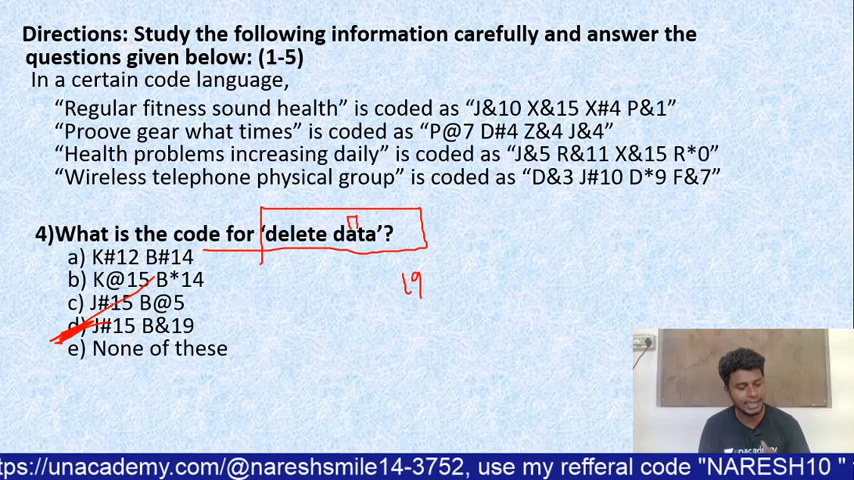 Directions: Study the following information carefully and answer the
questions given below: (1-5)
In a certain code language,
“Regular fitness sound health” is coded as “J&10 X&15 X#4 P&1”
“Proove gear what times” is coded as “P@7 D#4 Z&4 J&4”
“Health problems increasing daily” is coded as “J&5 R&11 X&15 R*0”
“Wireless telephone physical group” is coded as “D&3 J#10 D*9 F&7”
4)What is the code for ‘delete data’?
a) K#12 B#14
b) K@15 B*14
19
c) J#15 B@5
d) J#15 B&19
e) None of these
unacademy
tps://unacademy.com/@nareshsmile14-3752, use my refferal code "NARESH10 "